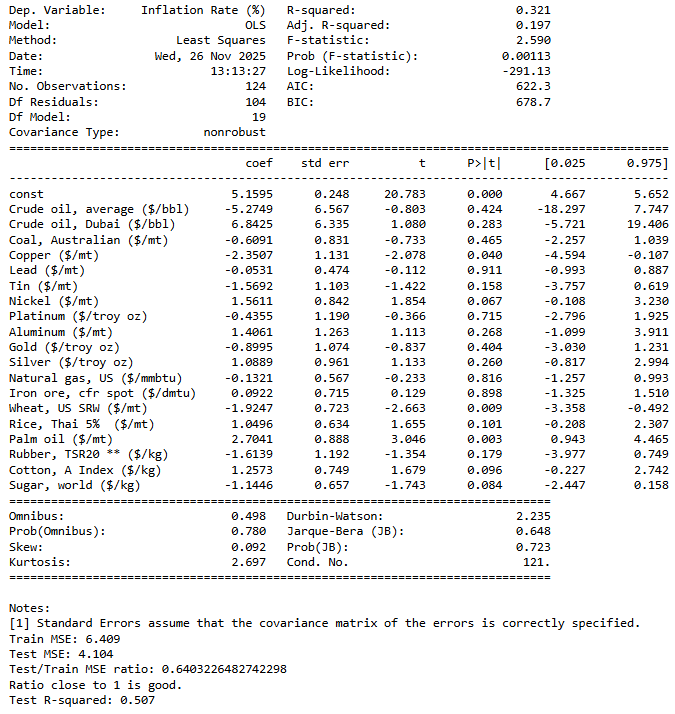 Dep. Variable: Inflation Rate (%) R-squared: 0.321
Model: OLS Adj. R-squared: 0.197
Method: Least Squares F-statistic: 2.590
Date: Wed, 26 Nov 2025 Prob (F-statistic): 0.00113
Time: 13:13:27 Log-Likelihood: -291.13
No. Observations: 124 AIC: 622.3
Df Residuals: 104 BIC: 678.7
Df Model: 19
Covariance Type: nonrobust
==============================================================================================
coef std err t P>|t| [0.025 0.975]
----------------------------------------------------------------------------------------------
const 5.1595 0.248 20.783 0.000 4.667 5.652
Crude oil, average ($/bbl) -5.2749 6.567 -0.803 0.424 -18.297 7.747
Crude oil, Dubai ($/bbl) 6.8425 6.335 1.080 0.283 -5.721 19.406
Coal, Australian ($/mt) -0.6091 0.831 -0.733 0.465 -2.257 1.039
Copper ($/mt) -2.3507 1.131 -2.078 0.040 -4.594 -0.107
Lead ($/mt) -0.0531 0.474 -0.112 0.911 -0.993 0.887
Tin ($/mt) -1.5692 1.103 -1.422 0.158 -3.757 0.619
Nickel ($/mt) 1.5611 0.842 1.854 0.067 -0.108 3.230
Platinum ($/troy oz) -0.4355 1.190 -0.366 0.715 -2.796 1.925
Aluminum ($/mt) 1.4061 1.263 1.113 0.268 -1.099 3.911
Gold ($/troy oz) -0.8995 1.074 -0.837 0.404 -3.030 1.231
Silver ($/troy oz) 1.0889 0.961 1.133 0.260 -0.817 2.994
Natural gas, US ($/mmbtu) -0.1321 0.567 -0.233 0.816 -1.257 0.993
Iron ore, cfr spot ($/dmtu) 0.0922 0.715 0.129 0.898 -1.325 1.510
Wheat, US SRW ($/mt) -1.9247 0.723 -2.663 0.009 -3.358 -0.492
Rice, Thai 5%  ($/mt) 1.0496 0.634 1.655 0.101 -0.208 2.307
Palm oil ($/mt) 2.7041 0.888 3.046 0.003 0.943 4.465
Rubber, TSR20 ** ($/kg) -1.6139 1.192 -1.354 0.179 -3.977 0.749
Cotton, A Index ($/kg) 1.2573 0.749 1.679 0.096 -0.227 2.742
Sugar, world ($/kg) -1.1446 0.657 -1.743 0.084 -2.447 0.158
==============================================================================
Omnibus: 0.498 Durbin-Watson: 2.235
Prob(Omnibus): 0.780 Jarque-Bera (JB): 0.648
Skew: 0.092 Prob(JB): 0.723
Kurtosis: 2.697 Cond. No. 121.
==============================================================================
Notes:
[1] Standard Errors assume that the covariance matrix of the errors is correctly specified.
Train MSE: 6.409
Test MSE: 4.104
Test/Train MSE ratio: 0.6403226482742298
Ratio close to 1 is good.
Test R-squared: 0.507